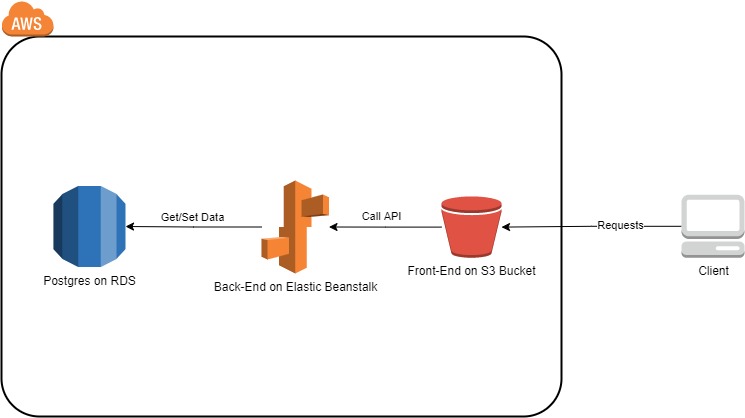 AWS
Get/Set Data
Call API
Requests
Postgres on RDS
Back-End on Elastic Beanstalk
Front-End on S3 Bucket
Client